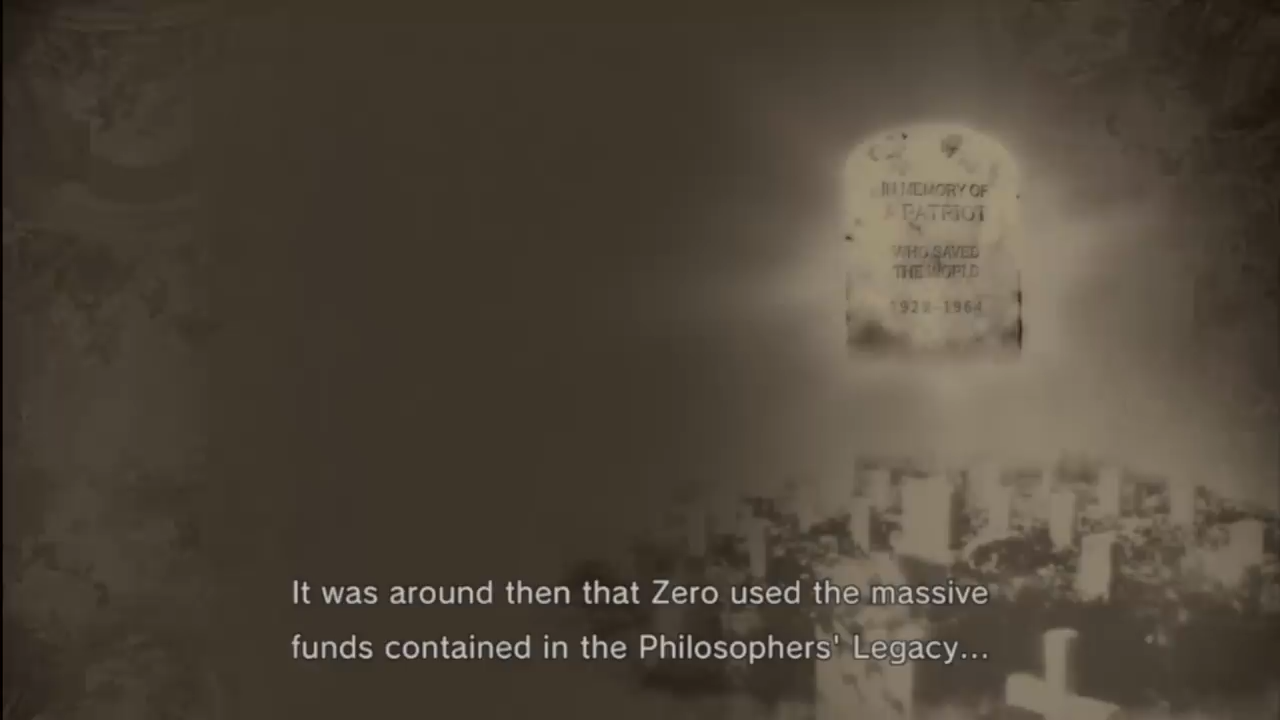 IN MEMORY OF
A PATRIOT
WHO SAVED
THE WORLD
1922-1964
It was around then that Zero used the massive
funds contained in the Philosophers' Legacy...